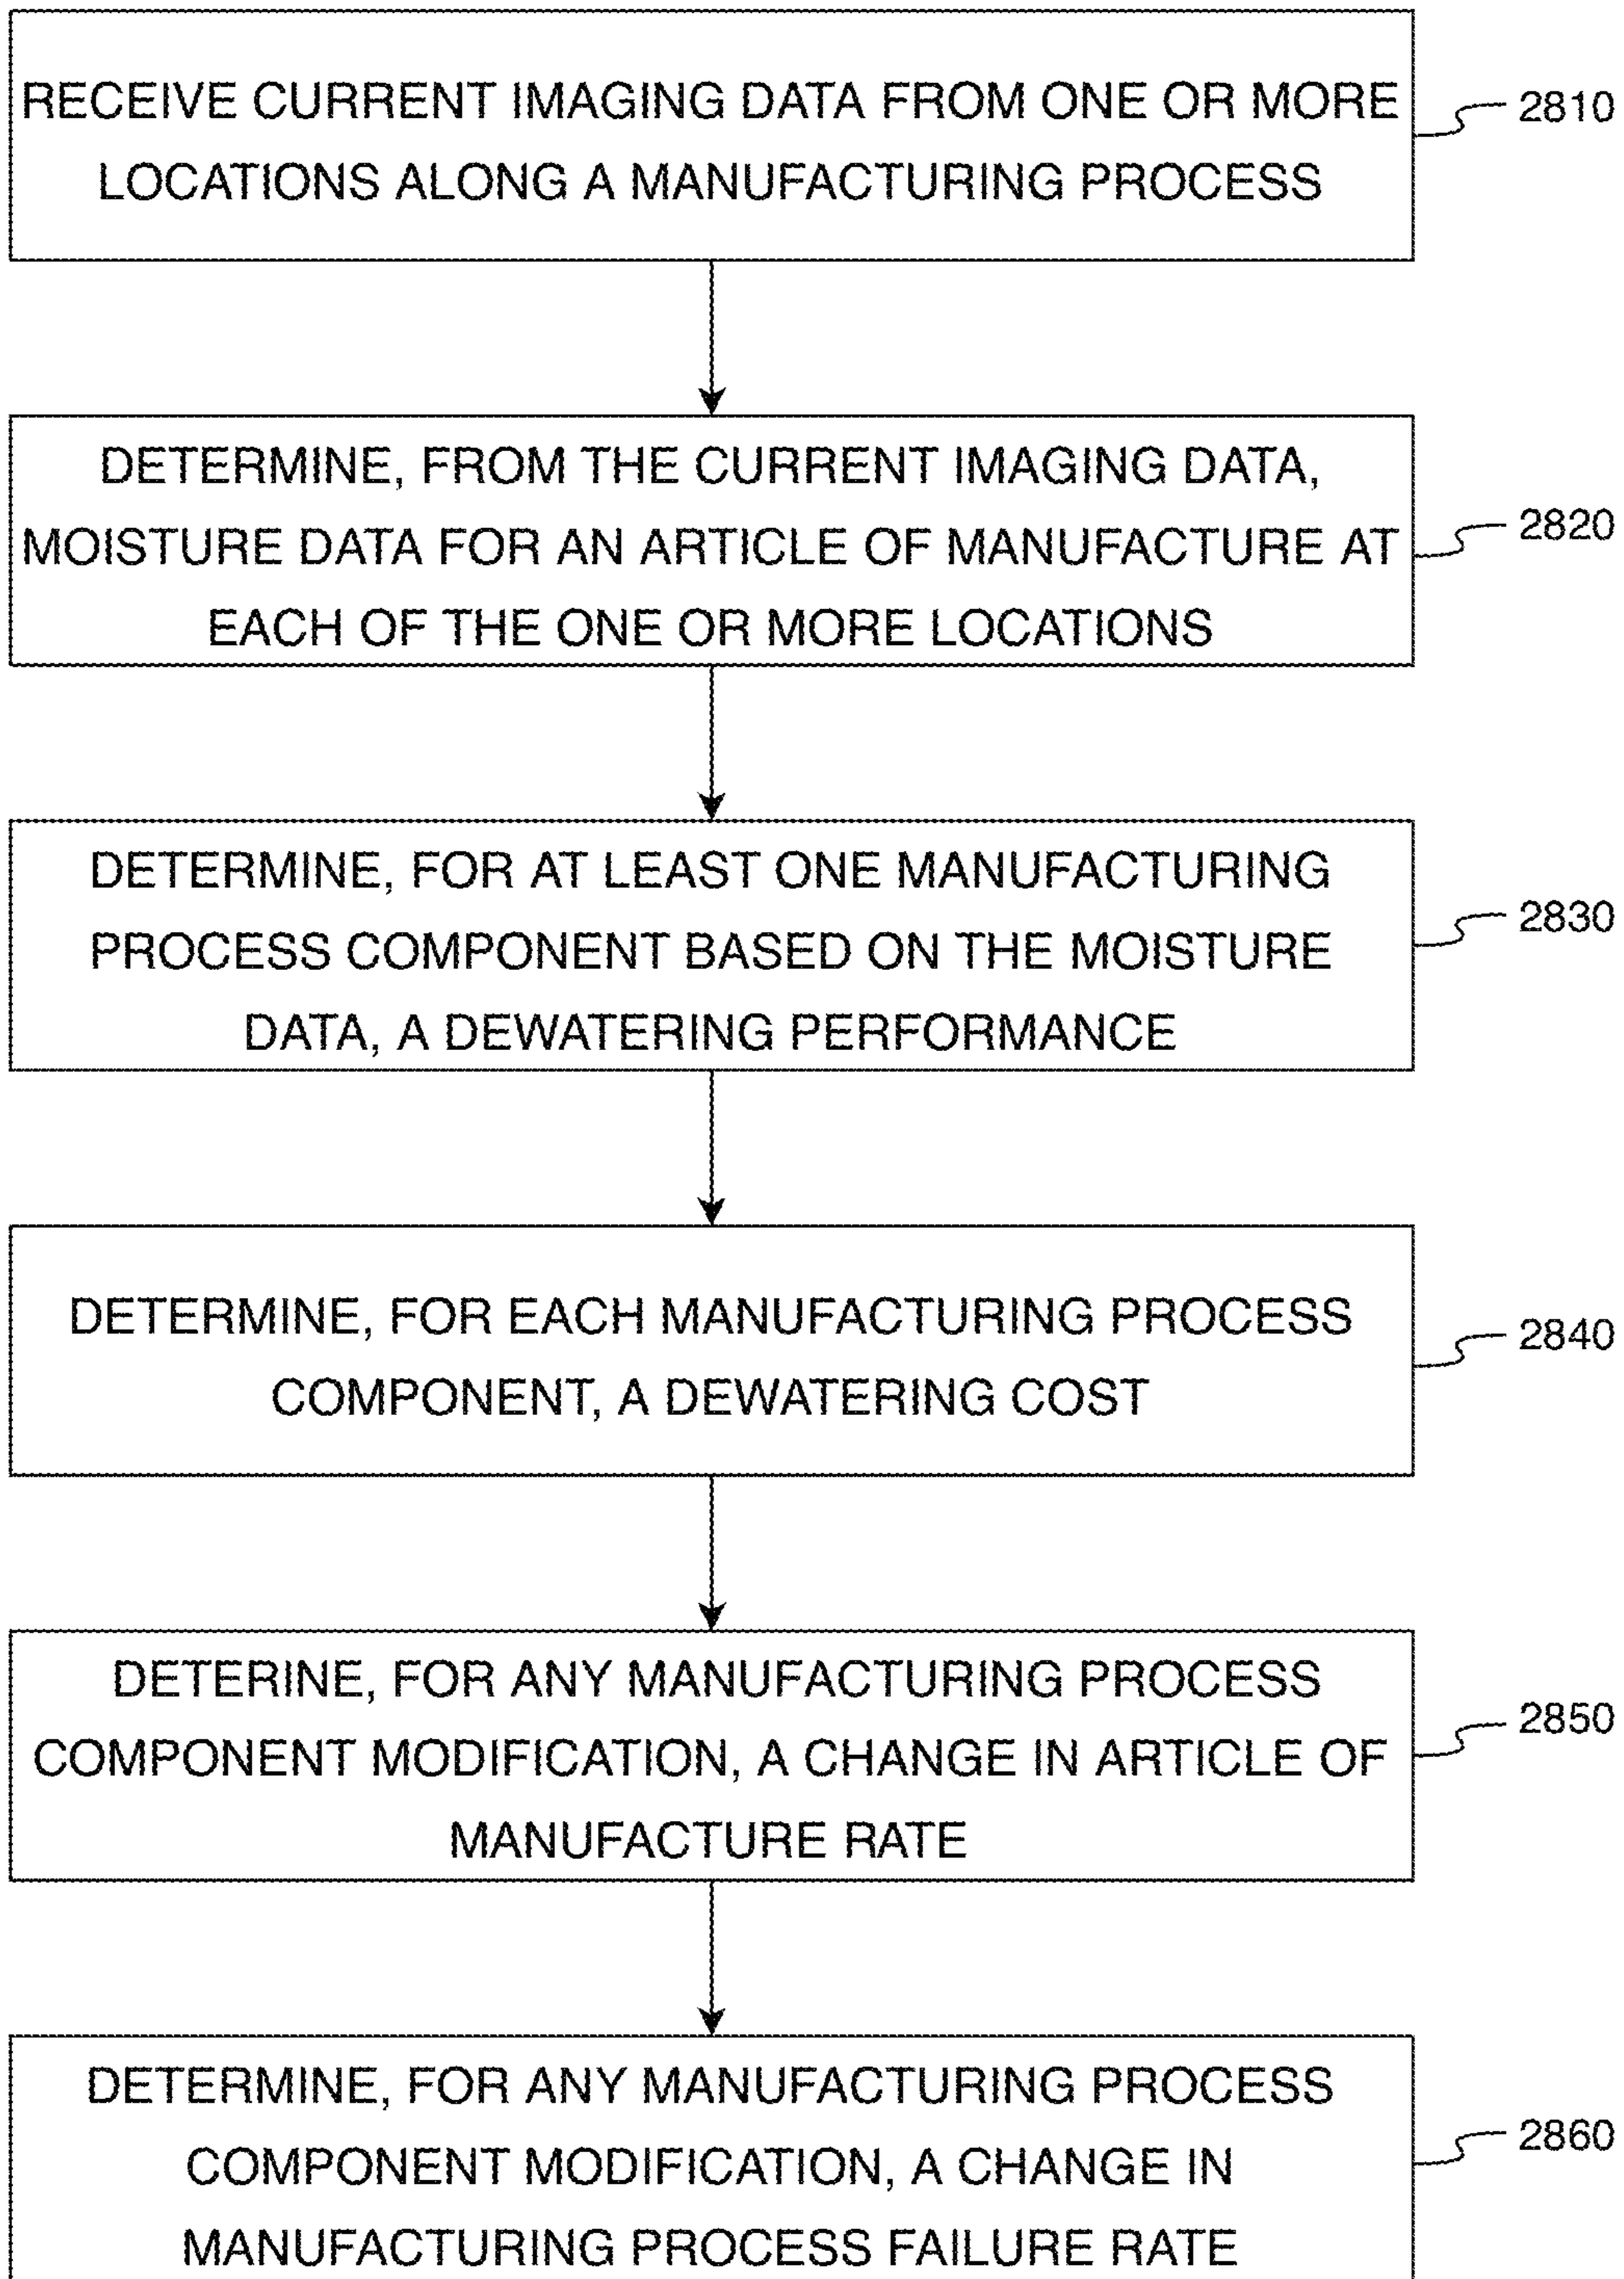 RECEIVE CURRENT IMAGING DATA FROM ONE OR MORE
LOCATIONS ALONG A MANUFACTURING PROCESS
2810
DETERMINE, FROM THE CURRENT IMAGING DATA,
MOISTURE DATA FOR AN ARTICLE OF MANUFACTURE AT
EACH OF THE ONE OR MORE LOCATIONS
2820
DETERMINE, FOR AT LEAST ONE MANUFACTURING
PROCESS COMPONENT BASED ON THE MOISTURE
DATA, A DEWATERING PERFORMANCE
2830
DETERMINE, FOR EACH MANUFACTURING PROCESS
COMPONENT, A DEWATERING COST
2840
DETERINE, FOR ANY MANUFACTURING PROCESS
COMPONENT MODIFICATION, A CHANGE IN ARTICLE OF
MANUFACTURE RATE
2850
DETERMINE, FOR ANY MANUFACTURING PROCESS
COMPONENT MODIFICATION, A CHANGE IN
MANUFACTURING PROCESS FAILURE RATE
2860